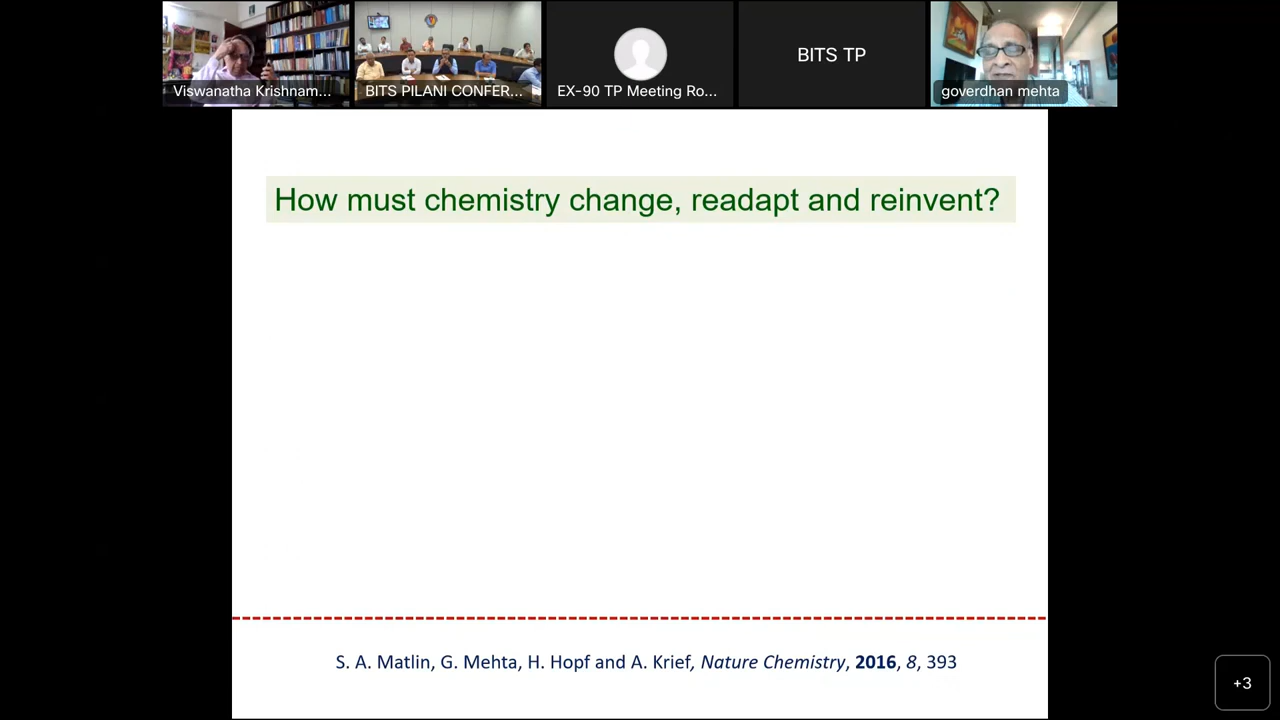 Viswanatha Krishnam...
BITS PILANI CONFER...
EX-90 TP Meeting Ro...
BITS TP
goverdhan mehta
How must chemistry change, readapt and reinvent?
S. A. Matlin, G. Mehta, H. Hopf and A. Krief, Nature Chemistry, 2016, 8, 393
+3